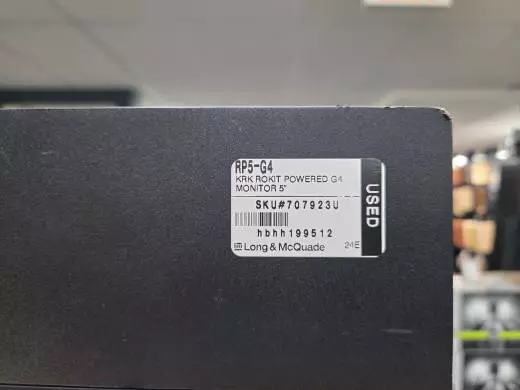 RP5-G4
KRK ROKIT POWERED G4
MONITOR 5"
SKU#707923U
hbhh199512
Long & McQuade 24E
USED